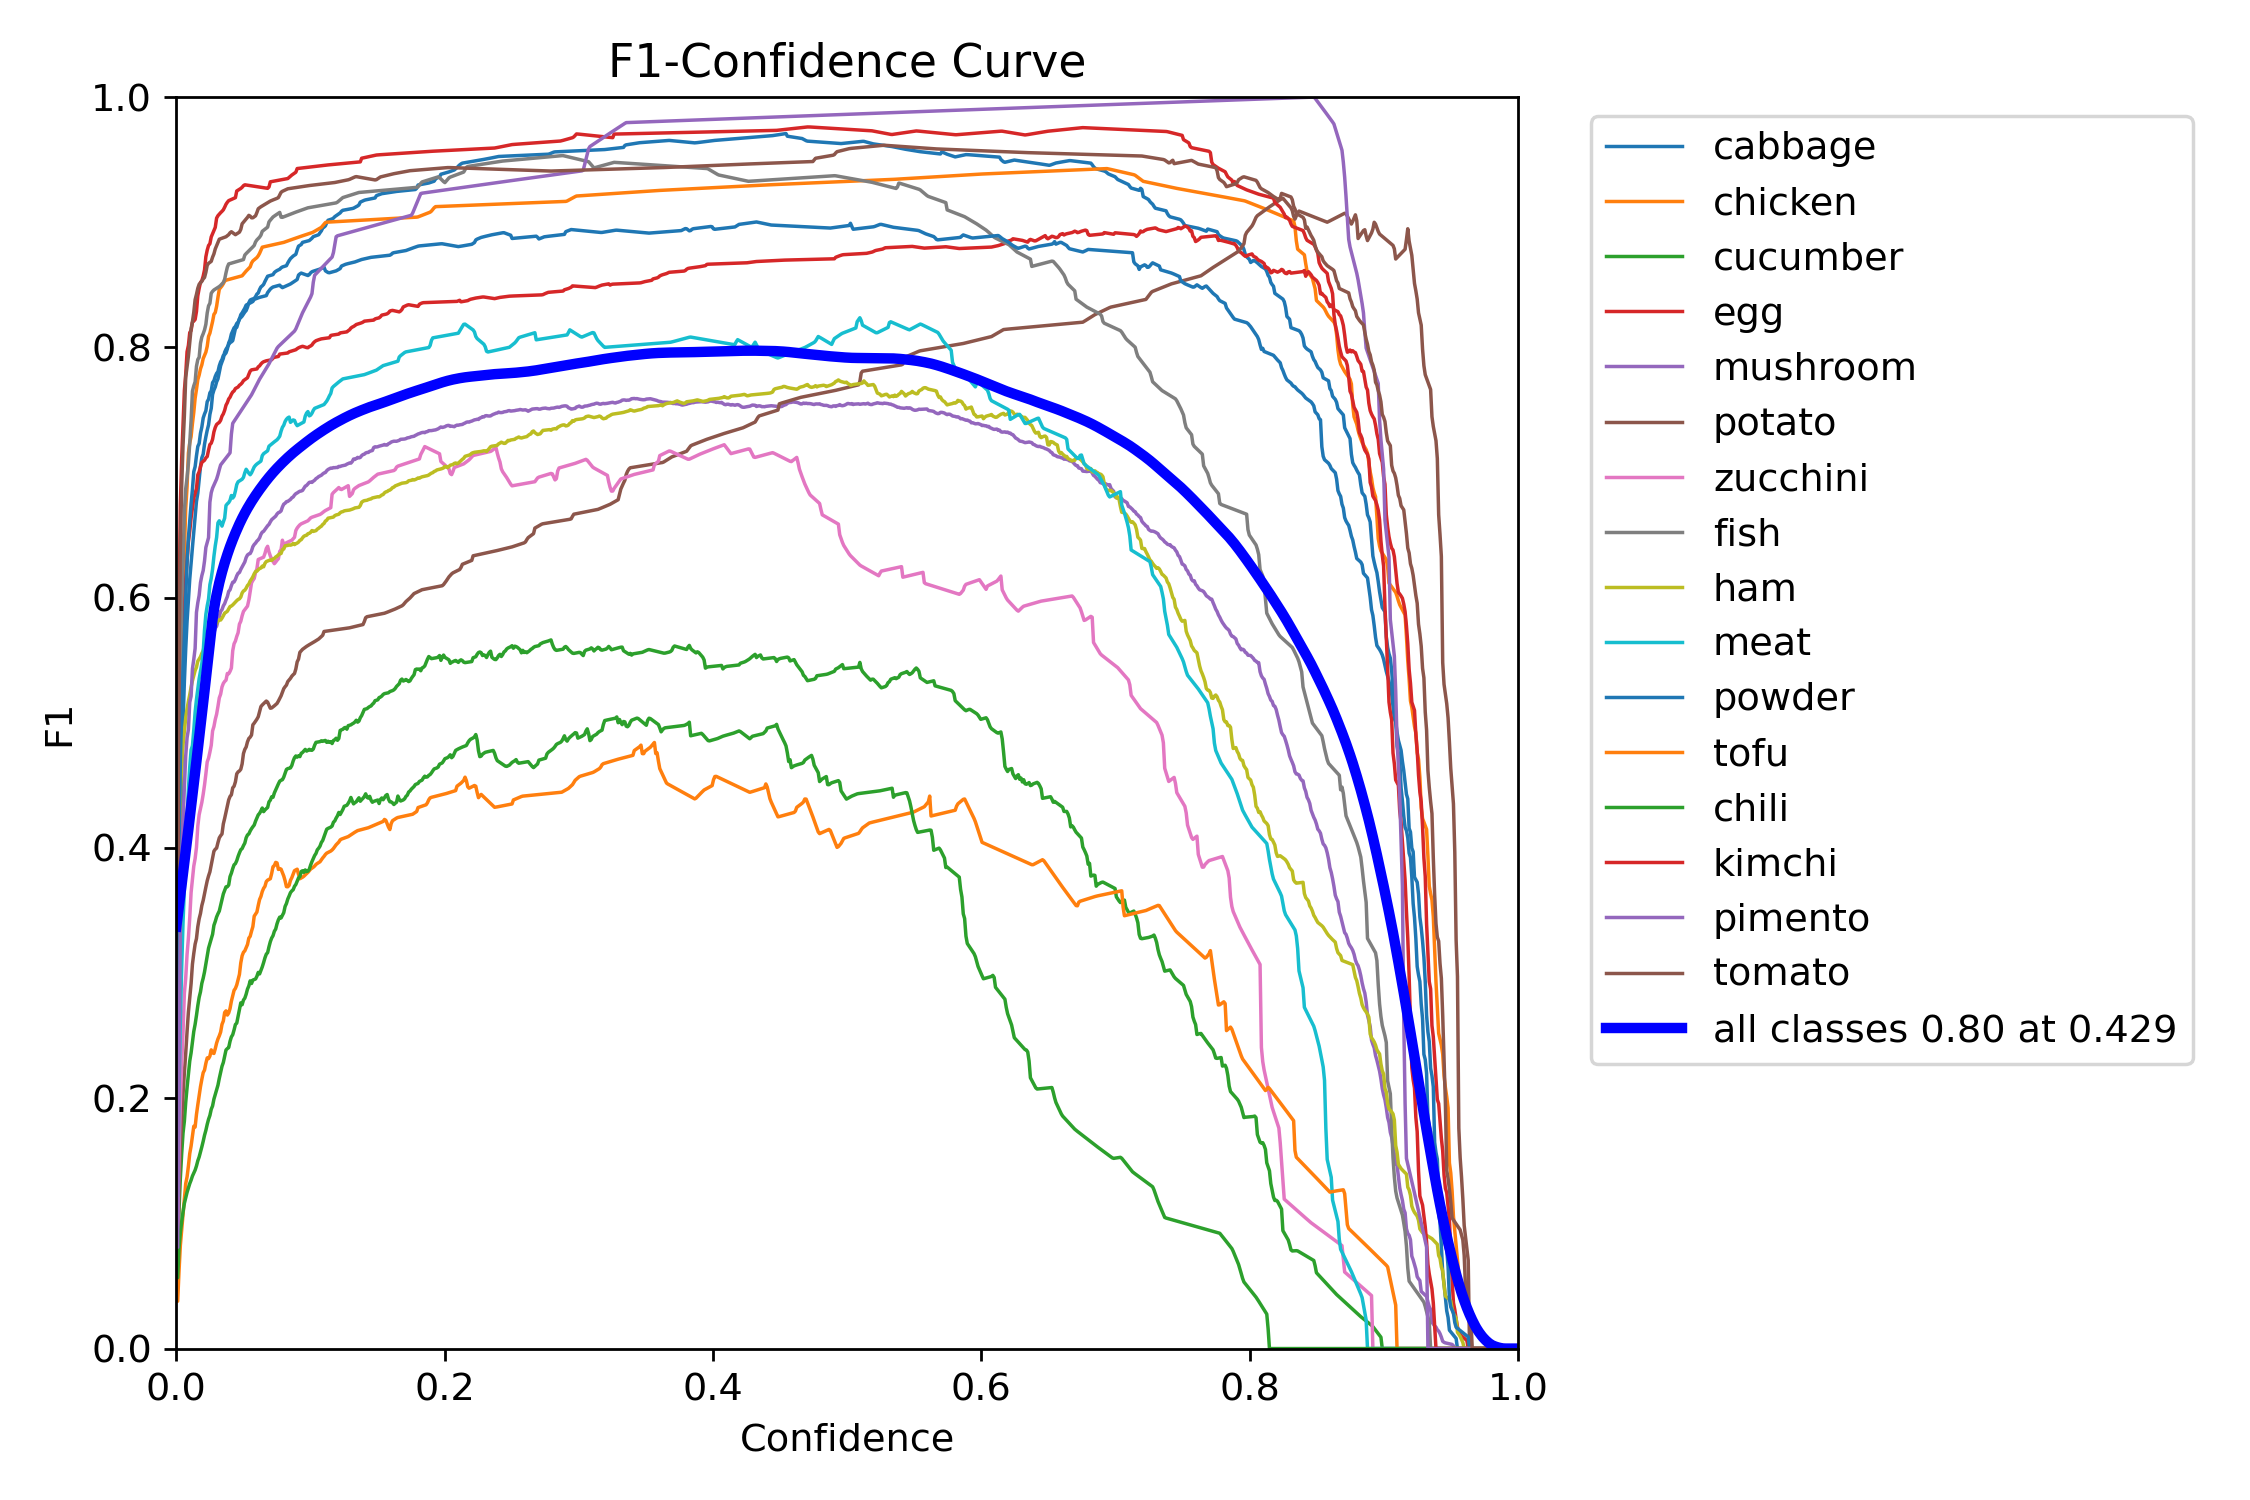 F1-Confidence Curve
1.0
0.8
0.6
0.4
0.2
0.0
F1
0.0 0.2 0.4 0.6 0.8 1.0
Confidence
cabbage
chicken
cucumber
egg
mushroom
potato
zucchini
fish
ham
meat
powder
tofu
chili
kimchi
pimento
tomato
all classes 0.80 at 0.429